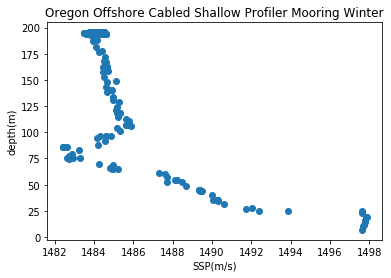 Oregon Offshore Cabled Shallow Profiler Mooring Winter
200
175
150
125
100
75
50
25
0
depth(m)
1482 1484 1486 1488 1490 1492 1494 1496 1498
SSP(m/s)